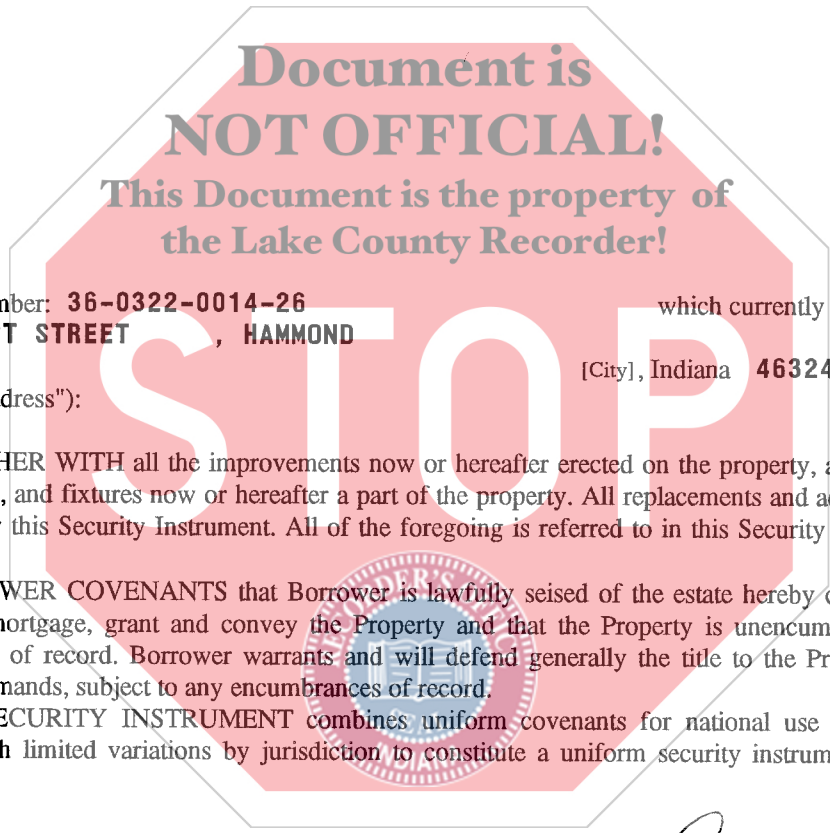 Document is
NOT OFFICIAL!
This Document is the property of
the Lake County Recorder!
STOP
mber: 36-0322-0014-26 which currently
T STREET , HAMMOND
[City], Indiana 46324
dress"):
HER WITH all the improvements now or hereafter erected on the property, a
, and fixtures now or hereafter a part of the property. All replacements and ad
this Security Instrument. All of the foregoing is referred to in this Security
WER COVENANTS that Borrower is lawfully seised of the estate hereby c
mortgage, grant and convey the Property and that the Property is unencum
of record. Borrower warrants and will defend generally the title to the Pr
mands, subject to any encumbrances of record.
ECURITY INSTRUMENT combines uniform covenants for national use
h limited variations by jurisdiction to constitute a uniform security instrum
RECORDER'S OFFICE
INDIANA